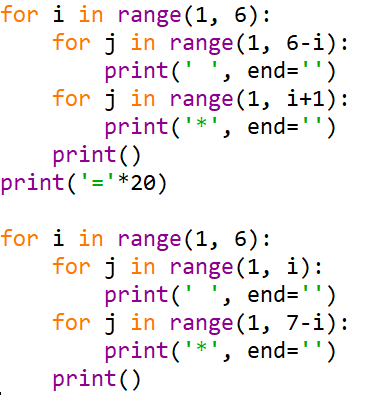 for i in range(1, 6):
    for j in range(1, 6-i):
        print(' ', end='')
    for j in range(1, i+1):
        print('*', end='')
    print()
print('='*20)

for i in range(1, 6):
    for j in range(1, i):
        print(' ', end='')
    for j in range(1, 7-i):
        print('*', end='')
    print()